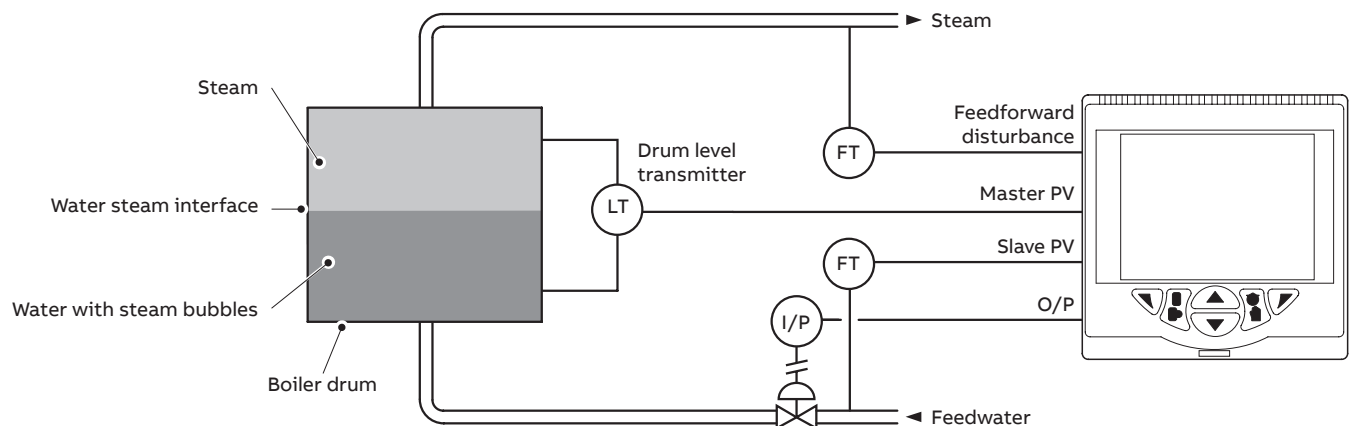 Steam
Steam
Feedforward
disturbance
FT
Drum level
transmitter
Master PV
Water steam interface
LT
Slave PV
FT
Water with steam bubbles
O/P
I/P
Boiler drum
Feedwater